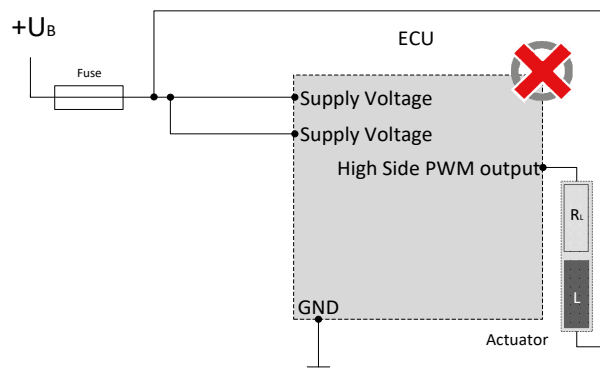 +UB
ECU
Fuse
Supply Voltage
Supply Voltage
High Side PWM output
RL
L
GND
Actuator